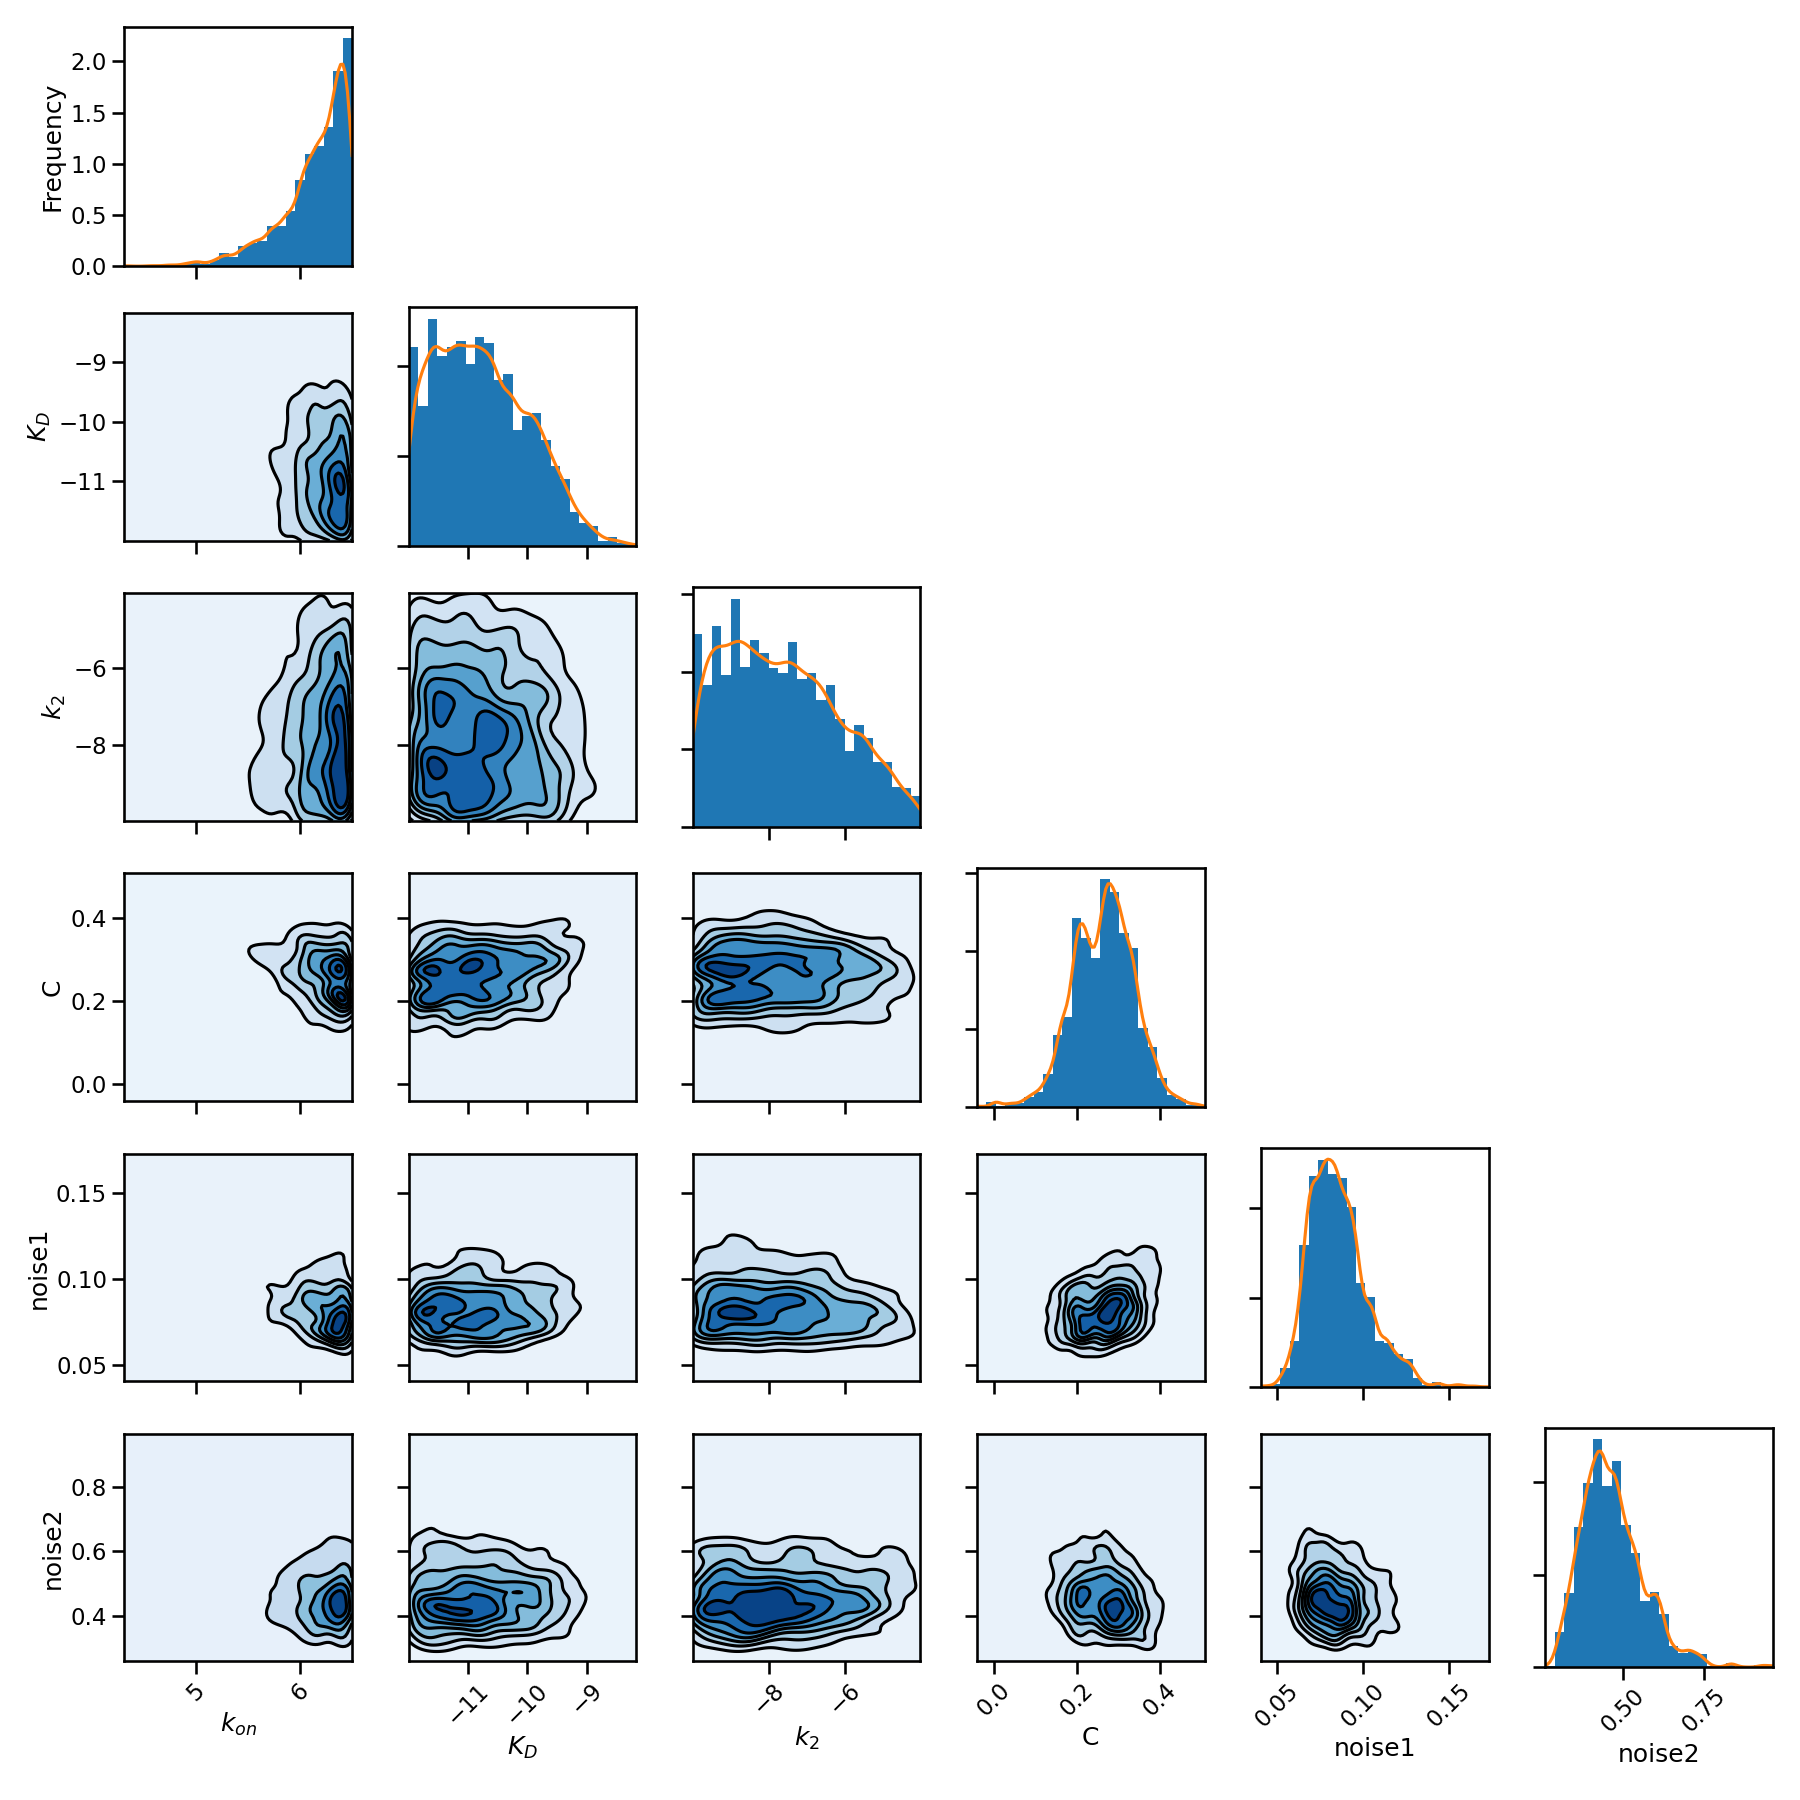 2.0
1.5
1.0
0.5
0.0
Frequency
−9
−10
−11
K_D
−6
−8
k_2
0.4
0.2
0.0
C
0.15
0.10
0.05
noise1
0.8
0.6
0.4
noise2
5 6
−11 −10 −9
−8 −6
0.0 0.2 0.4
0.05 0.10 0.15
0.50 0.75
k_on
K_D
k_2
C
noise1
noise2